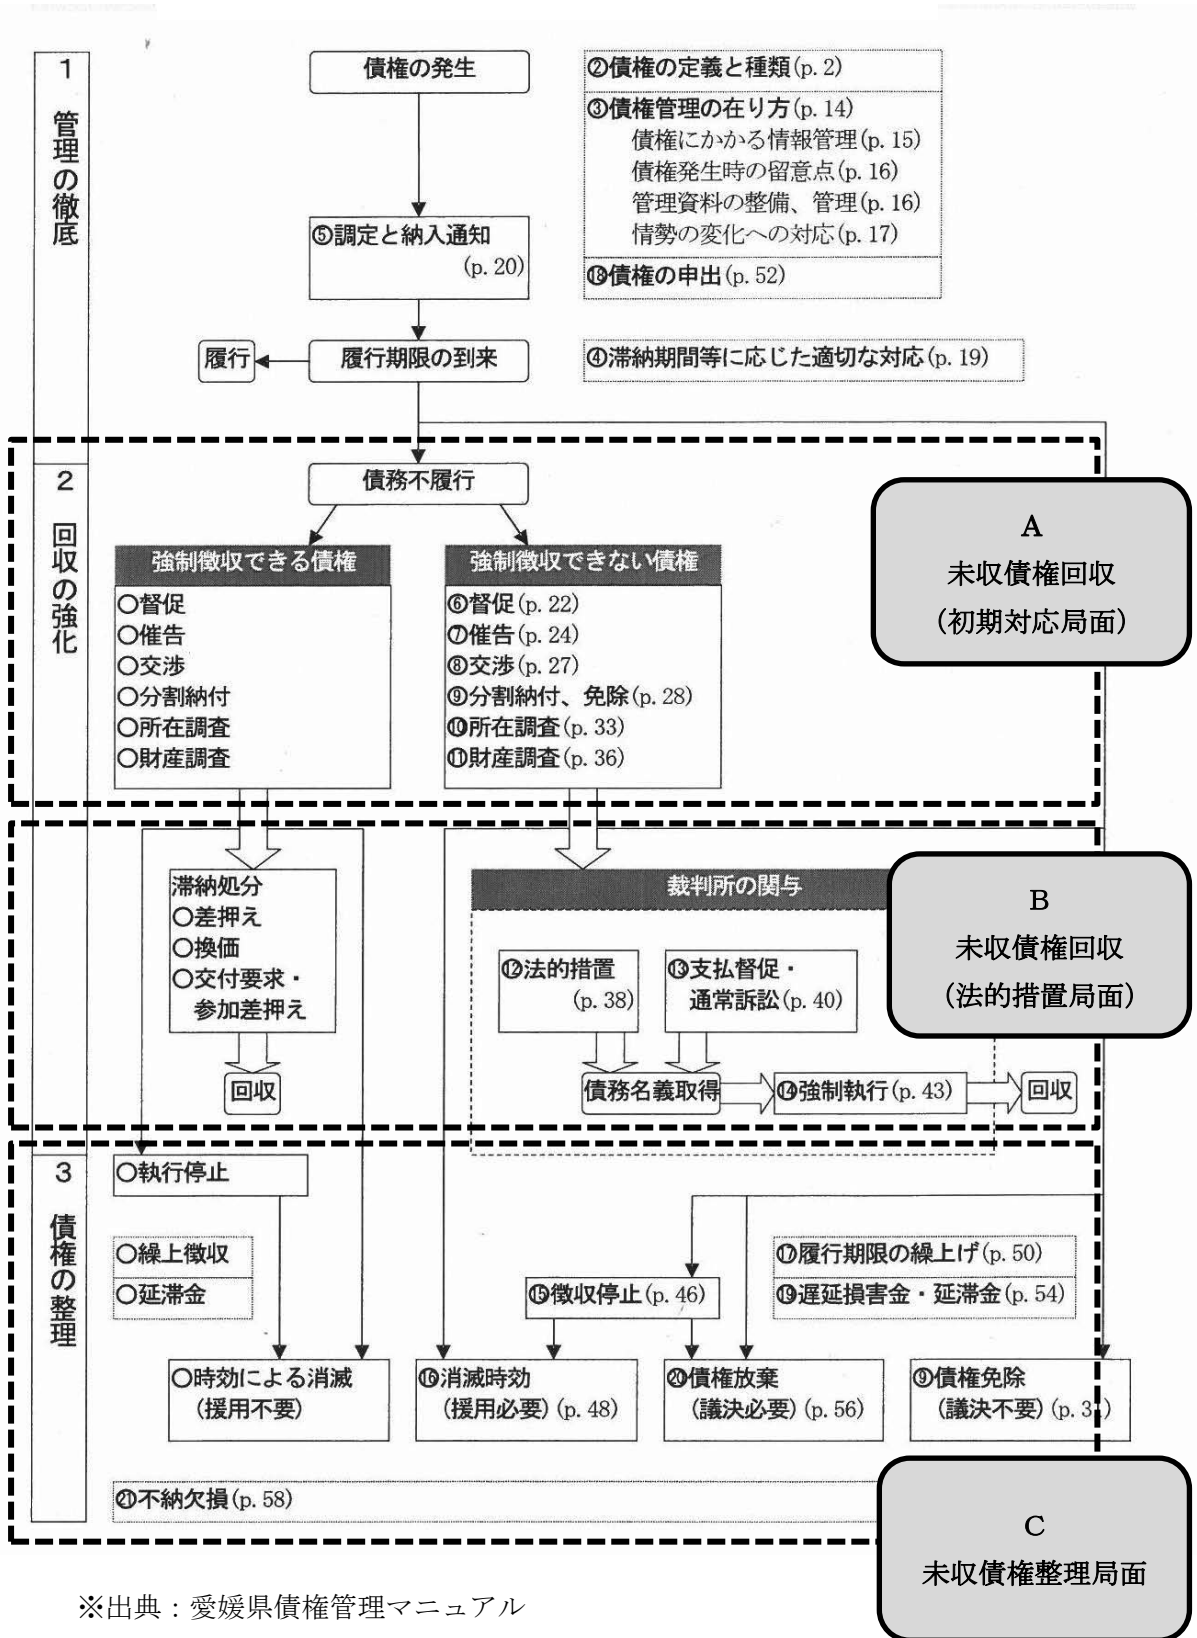 1 管理の徹底
債権の発生
②債権の定義と種類(p. 2)
③債権管理の在り方(p. 14)
債権にかかる情報管理(p. 15)
債権発生時の留意点(p. 16)
管理資料の整備、管理(p. 16)
情勢の変化への対応(p. 17)
⑱債権の申出(p. 52)
⑤調定と納入通知
(p. 20)
履行
履行期限の到来
④滞納期間等に応じた適切な対応(p. 19)
2 回収の強化
債務不履行
A
未収債権回収
(初期対応局面)
強制徴収できる債権
○督促
○催告
○交渉
○分割納付
○所在調査
○財産調査
強制徴収できない債権
⑥督促(p. 22)
⑦催告(p. 24)
⑧交渉(p. 27)
⑨分割納付、免除(p. 28)
⑩所在調査(p. 33)
⑪財産調査(p. 36)
滞納処分
○差押え
○換価
○交付要求・
参加差押え
回収
裁判所の関与
B
未収債権回収
(法的措置局面)
⑫法的措置
(p. 38)
⑬支払督促・
通常訴訟(p. 40)
債務名義取得
⑭強制執行(p. 43)
回収
3 債権の整理
○執行停止
○繰上徴収
○延滞金
⑰履行期限の繰上げ(p. 50)
⑲遅延損害金・延滞金(p. 54)
⑮徴収停止(p. 46)
○時効による消滅
(援用不要)
⑯消滅時効
(援用必要)(p. 48)
⑳債権放棄
(議決必要)(p. 56)
⑨債権免除
(議決不要)
㉑不納欠損(p. 58)
C
未収債権整理局面
※出典：愛媛県債権管理マニュアル